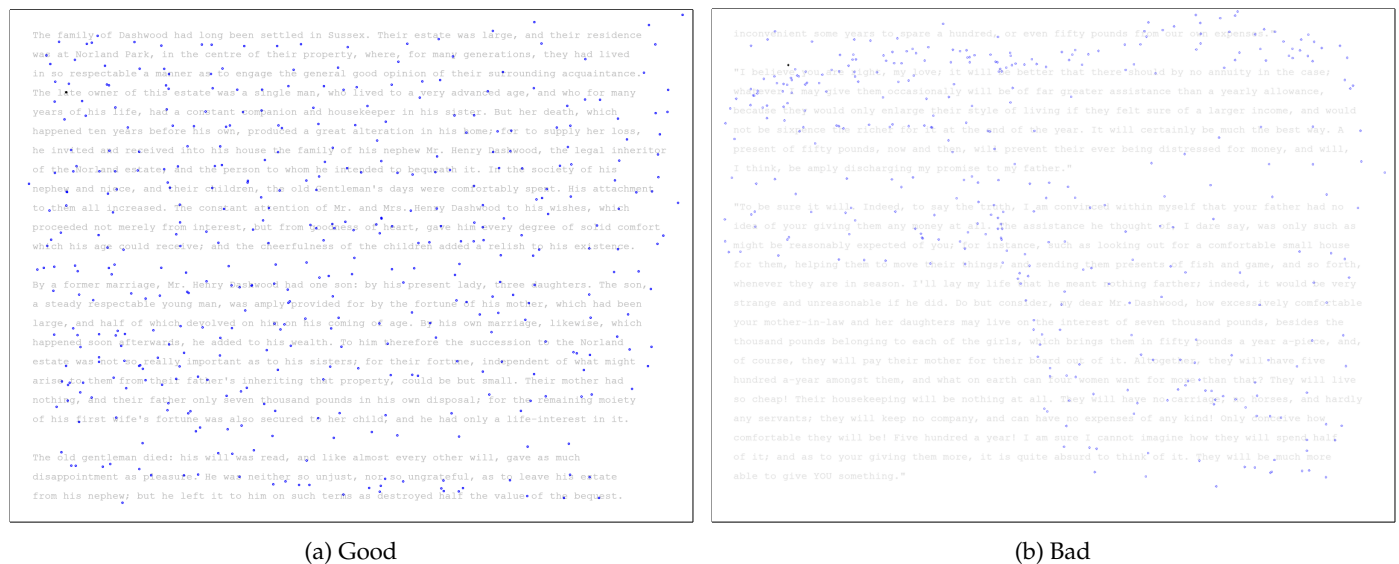 The family of Dashwood had long been settled in Sussex. Their estate was large, and their residence
was at Norland Park, in the centre of their property, where, for many generations, they had lived
in so respectable a manner as to engage the general good opinion of their surrounding acquaintance.
The late owner of this estate was a single man, who lived to a very advanced age, and who for many
years of his life, had a constant companion and housekeeper in his sister. But her death, which
happened ten years before his own, produced a great alteration in his home; for to supply her loss,
he invited and received into his house the family of his nephew Mr. Henry Dashwood, the legal inheritor
of the Norland estate, and the person to whom he intended to bequeath it. In the society of his
nephew and niece, and their children, the old Gentleman's days were comfortably spent. His attachment
to them all increased. The constant attention of Mr. and Mrs. Henry Dashwood to his wishes, which
proceeded not merely from interest, but from goodness of heart, gave him every degree of solid comfort
which his age could receive; and the cheerfulness of the children added a relish to his existence.
By a former marriage, Mr. Henry Dashwood had one son: by his present lady, three daughters. The son,
a steady respectable young man, was amply provided for by the fortune of his mother, which had been
large, and half of which devolved on him on his coming of age. By his own marriage, likewise, which
happened soon afterwards, he added to his wealth. To him therefore the succession to the Norland
estate was not so really important as to his sisters; for their fortune, independent of what might
arise to them from their father's inheriting that property, could be but small. Their mother had
nothing, and their father only seven thousand pounds in his own disposal; for the remaining moiety
of his first wife's fortune was also secured to her child, and he had only a life-interest in it.
The old gentleman died: his will was read, and like almost every other will, gave as much
disappointment as pleasure. He was neither so unjust, nor so ungrateful, as to leave his estate
from his nephew; but he left it to him on such terms as destroyed half the value of the bequest.
(a) Good
inconvenient some years to spare a hundred, or even fifty pounds from our own expenses."
"I believe you are right, my love; it will be better that there should by no annuity in the case;
whatever I may give them occasionally will be of far greater assistance than a yearly allowance,
because they would only enlarge their style of living if they felt sure of a larger income, and would
not be sixpence the richer for it at the end of the year. It will certainly be much the best way. A
present of fifty pounds, now and then, will prevent their ever being distressed for money, and will,
I think, be amply discharging my promise to my father."
"To be sure it will. Indeed, to say the truth, I am convinced within myself that your father had no
idea of your giving them any money at all. The assistance he thought of, I dare say, was only such as
might be reasonably expected of you; for instance, such as looking out for a comfortable small house
for them, helping them to move their things, and sending them presents of fish and game, and so forth,
whenever they are in season. I'll lay my life that he meant nothing farther; indeed, it would be very
strange and unreasonable if he did. Do but consider, my dear Mr. Dashwood, how excessively comfortable
your mother-in-law and her daughters may live on the interest of seven thousand pounds, besides the
thousand pounds belonging to each of the girls, which brings them in fifty pounds a year a-piece, and,
of course, they will pay their mother for their board out of it. Altogether, they will have five
hundred a-year amongst them, and what on earth can four women want for more than that? They will live
so cheap! Their housekeeping will be nothing at all. They will have no carriage, no horses, and hardly
any servants; they will keep no company, and can have no expenses of any kind! Only conceive how
comfortable they will be! Five hundred a year! I am sure I cannot imagine how they will spend half
of it; and as to your giving them more, it is quite absurd to think of it. They will be much more
able to give YOU something."
(b) Bad